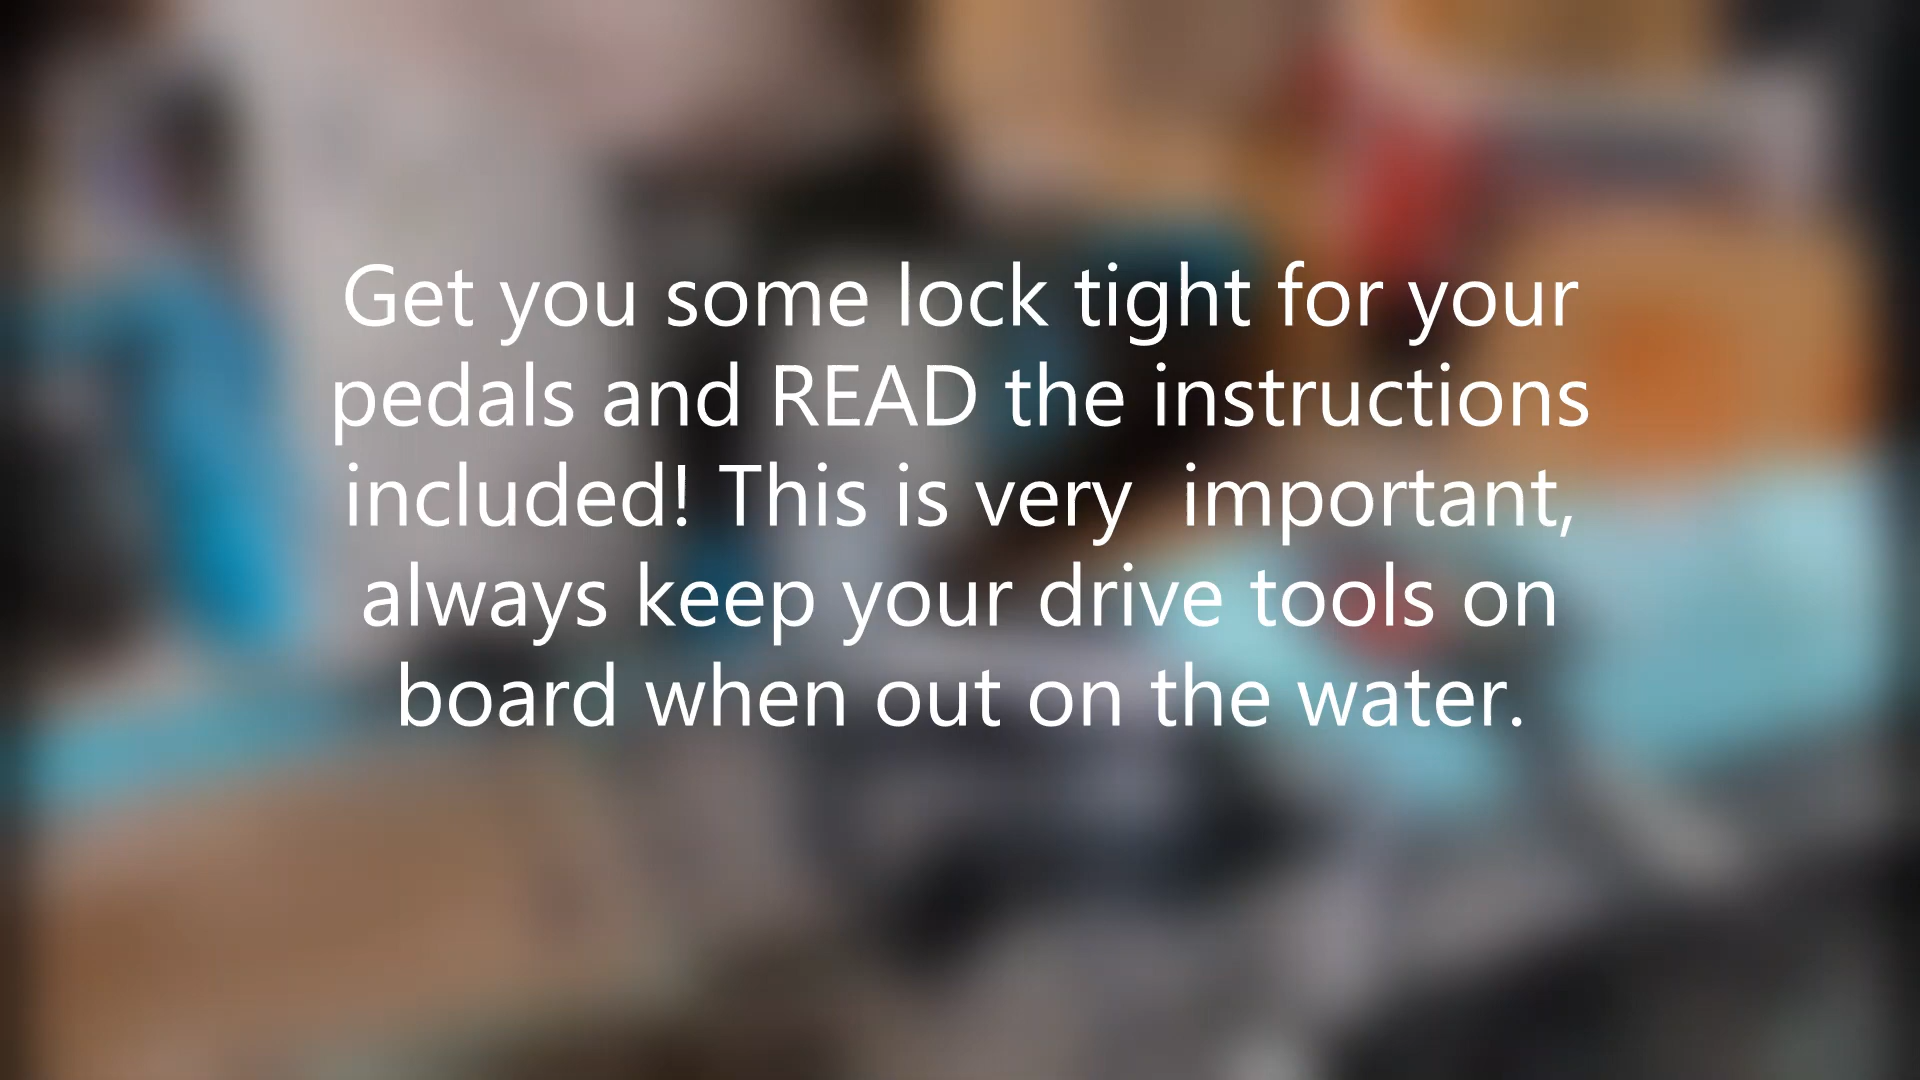 Get you some lock tight for your
pedals and READ the instructions
included! This is very  important,
always keep your drive tools on
board when out on the water.